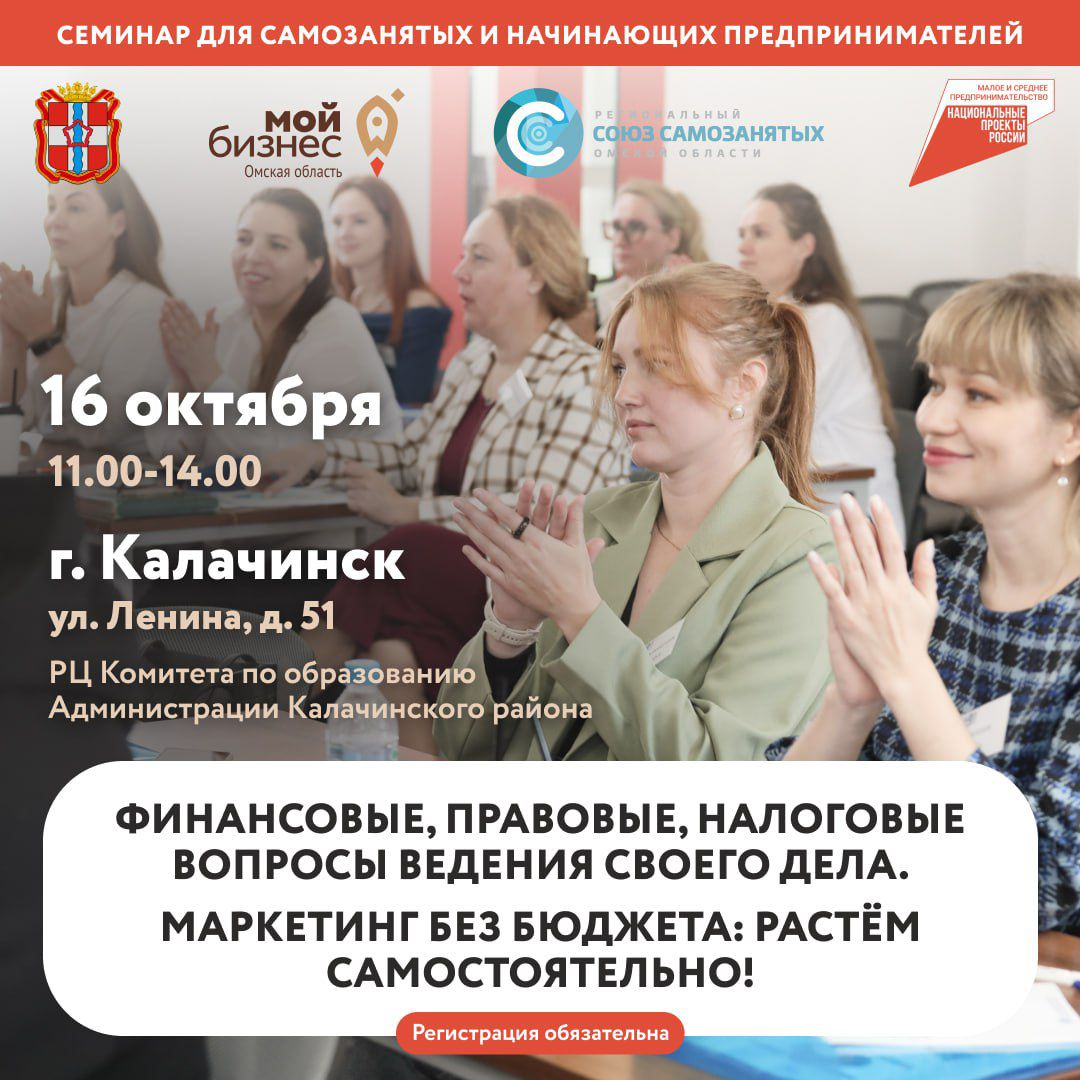 СЕМИНАР ДЛЯ САМОЗАНЯТЫХ И НАЧИНАЮЩИХ ПРЕДПРИНИМАТЕЛЕЙ
МОЙ
бизнес
Омская область
РЕГИОНАЛЬНЫЙ
СОЮЗ САМОЗАНЯТЫХ
ОМСКОЙ ОБЛАСТИ
МАЛОЕ И СРЕДНЕЕ
ПРЕДПРИНИМАТЕЛЬСТВО
НАЦИОНАЛЬНЫЕ
ПРОЕКТЫ
РОССИИ
16 октября
11.00-14.00
г. Калачинск
ул. Ленина, д. 51
РЦ Комитета по образованию
Администрации Калачинского района
ФИНАНСОВЫЕ, ПРАВОВЫЕ, НАЛОГОВЫЕ
ВОПРОСЫ ВЕДЕНИЯ СВОЕГО ДЕЛА.
МАРКЕТИНГ БЕЗ БЮДЖЕТА: РАСТЁМ
САМОСТОЯТЕЛЬНО!
Регистрация обязательна